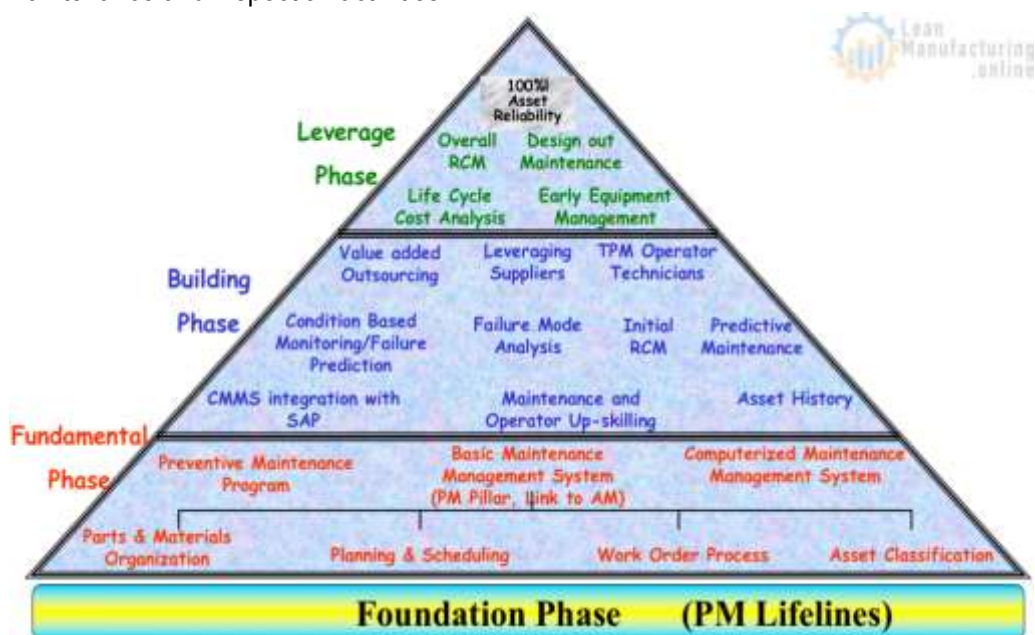 Lean
Manufacturing
.online
100%l
Asset
Reliability
Leverage
Phase
Overall
RCM
Design out
Maintenance
Life Cycle
Cost Analysis
Early Equipment
Management
Building
Phase
Value added
Outsourcing
Leveraging
Suppliers
TPM Operator
Technicians
Condition Based
Monitoring/Failure
Prediction
Failure Mode
Analysis
Initial
RCM
Predictive
Maintenance
CMMS integration with
SAP
Maintenance and
Operator Up-skilling
Asset History
Fundamental
Phase
Preventive Maintenance
Program
Basic Maintenance
Management System
(PM Pillar, Link to AM)
Computerized Maintenance
Management System
Parts & Materials
Organization
Planning & Scheduling
Work Order Process
Asset Classification
Foundation Phase (PM Lifelines)